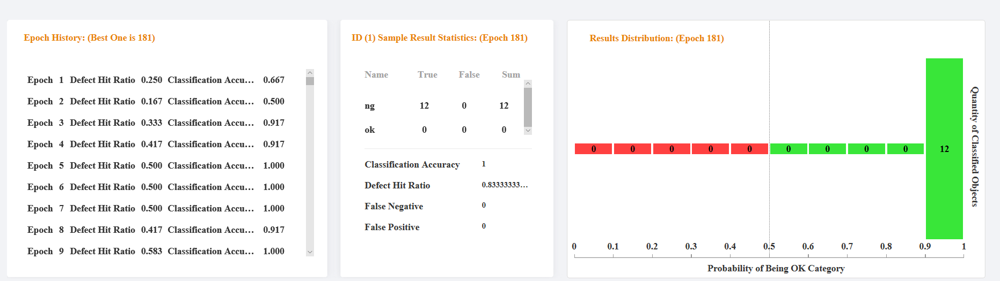 Epoch History: (Best One is 181)
Epoch 1 Defect Hit Ratio 0.250 Classification Accu... 0.667
Epoch 2 Defect Hit Ratio 0.167 Classification Accu... 0.500
Epoch 3 Defect Hit Ratio 0.333 Classification Accu... 0.917
Epoch 4 Defect Hit Ratio 0.417 Classification Accu... 0.917
Epoch 5 Defect Hit Ratio 0.500 Classification Accu... 1.000
Epoch 6 Defect Hit Ratio 0.500 Classification Accu... 1.000
Epoch 7 Defect Hit Ratio 0.500 Classification Accu... 1.000
Epoch 8 Defect Hit Ratio 0.417 Classification Accu... 0.917
Epoch 9 Defect Hit Ratio 0.583 Classification Accu... 1.000
ID (1) Sample Result Statistics: (Epoch 181)
Name True False Sum
ng 12 0 12
ok 0 0 0
Classification Accuracy 1
Defect Hit Ratio 0.83333333...
False Negative 0
False Positive 0
Results Distribution: (Epoch 181)
0 0 0 0 0 0 0 0 0 12
0 0.1 0.2 0.3 0.4 0.5 0.6 0.7 0.8 0.9 1
Probability of Being OK Category
Quantity of Classified Objects